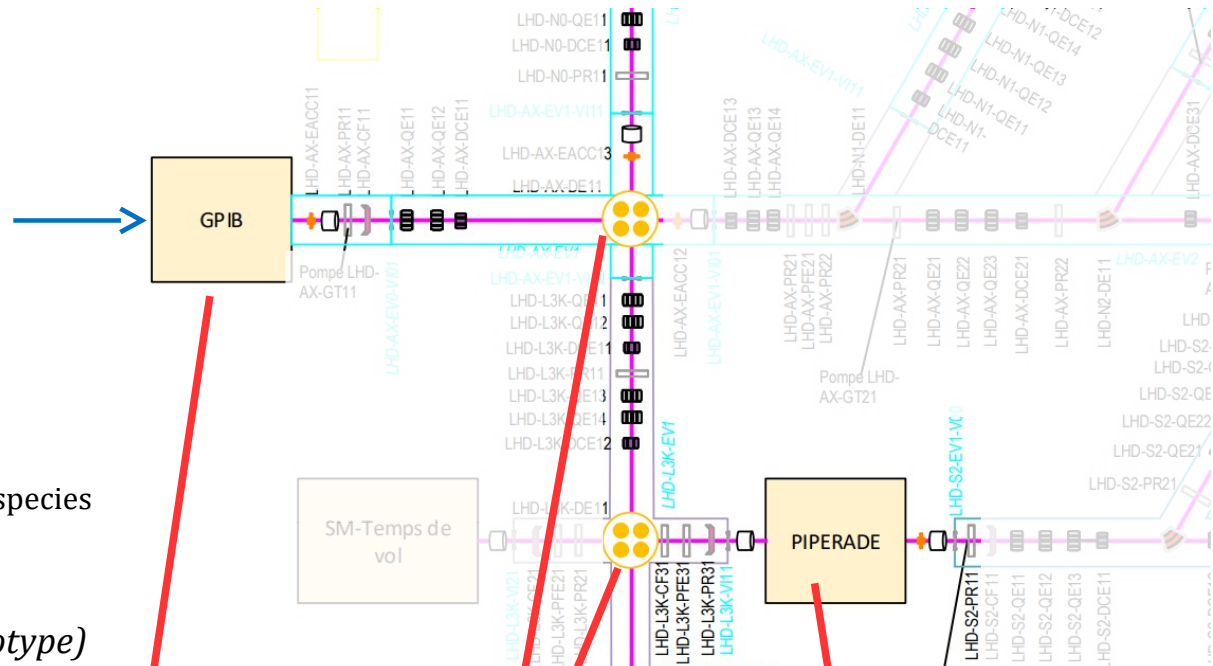 LHD-N0-QE11
LHD-N0-DCE11
LHD-N0-PR11
LHD-AX-EV1-VI11
LHD-AX-EACC13
LHD-AX-DE11
LHD-AX-EACC11
LHD-AX-PR11
LHD-AX-CF11
LHD-AX-QE11
LHD-AX-QE12
LHD-AX-DCE11
GPIB
Pompe LHD-
AX-GT11
LHD-AX-EV0-VI01
LHD-AX-EV1
LHD-AX-EV1-VI11
DCE12
LHD-N1-QE14
LHD-N1-QE13
LHD-N1-QE12
LHD-N1-QE11
LHD-N1-
DCE11
LHD-AX-DCE13
LHD-AX-QE13
LHD-AX-QE14
LHD-N1-DE11
LHD-AX-DCE31
LHD-AX-EACC12
LHD-AX-PR21
LHD-AX-PFE21
LHD-AX-PR22
LHD-AX-PR21
LHD-AX-QE21
LHD-AX-QE22
LHD-AX-QE23
LHD-AX-DCE21
LHD-AX-PR22
LHD-N2-DE11
LHD-AX-EV2
Pompe LHD-
AX-GT21
LHD-L3K-QE11
LHD-L3K-QE12
LHD-L3K-DCE11
LHD-L3K-PR11
LHD-L3K-QE13
LHD-L3K-QE14
LHD-L3K-DCE12
LHD-L3K-EV1
LHD-L3K-DE11
SM-Temps de
vol
LHD-L3K-VI21
LHD-L3K-PFE21
LHD-L3K-PR21
LHD-L3K-CF31
LHD-L3K-PFE31
LHD-L3K-PR31
LHD-L3K-VI11
PIPERADE
LHD
LHD-S2-
LHD-S2-
LHD-S2-QE
LHD-S2-QE22
LHD-S2-QE21
LHD-S2-PR21
LHD-S2-PR11
LHD-S2-CF11
LHD-S2-QE11
LHD-S2-QE12
LHD-S2-QE13
LHD-S2-DCE11
species
otype)